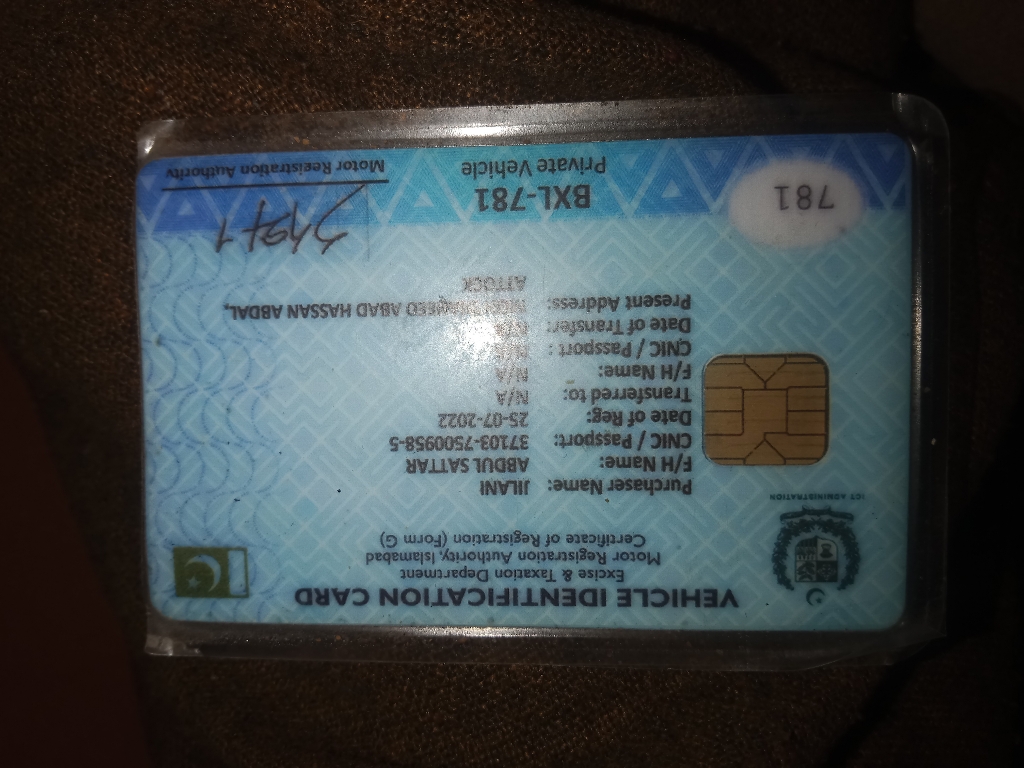 VEHICLE IDENTIFICATION CARD
Excise & Taxation Department
Motor Registration Authority, Islamabad
Certificate of Registration (Form G)
ICT ADMINISTRATION
Purchaser Name: JILANI
F/H Name: ABDUL SATTAR
CNIC / Passport: 37103-7500958-5
Date of Reg: 25-07-2022
Transferred to: N/A
F/H Name: N/A
CNIC / Passport : N/A
Date of Transfer: N/A
Present Address: ABAD HASSAN ABDAL,
ATTOCK
781
BXL-781
Private Vehicle
Motor Registration Authority